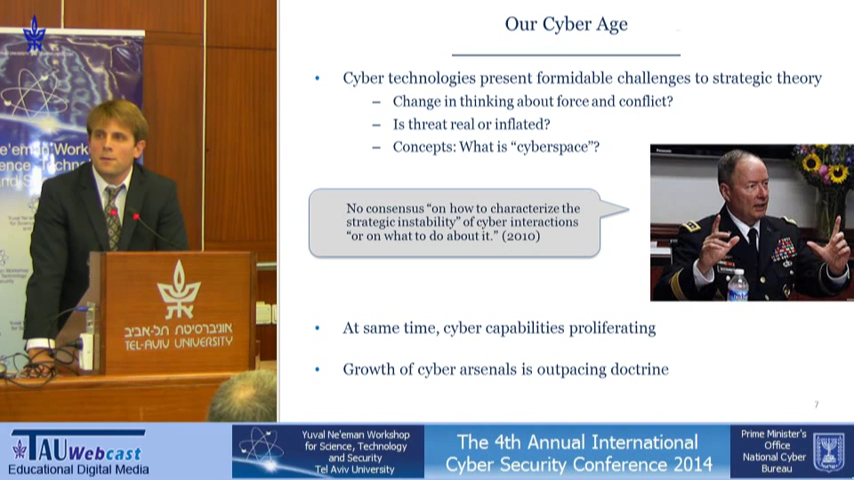 Our Cyber Age
• Cyber technologies present formidable challenges to strategic theory
– Change in thinking about force and conflict?
– Is threat real or inflated?
– Concepts: What is “cyberspace”?
No consensus “on how to characterize the
strategic instability” of cyber interactions
“or on what to do about it.” (2010)
• At same time, cyber capabilities proliferating
• Growth of cyber arsenals is outpacing doctrine
7
אוניברסיטת תל-אביב
TEL-AVIV UNIVERSITY
TAU Webcast
Educational Digital Media
Yuval Ne'eman Workshop
for Science, Technology
and Security
Tel Aviv University
The 4th Annual International
Cyber Security Conference 2014
Prime Minister's
Office
National Cyber
Bureau